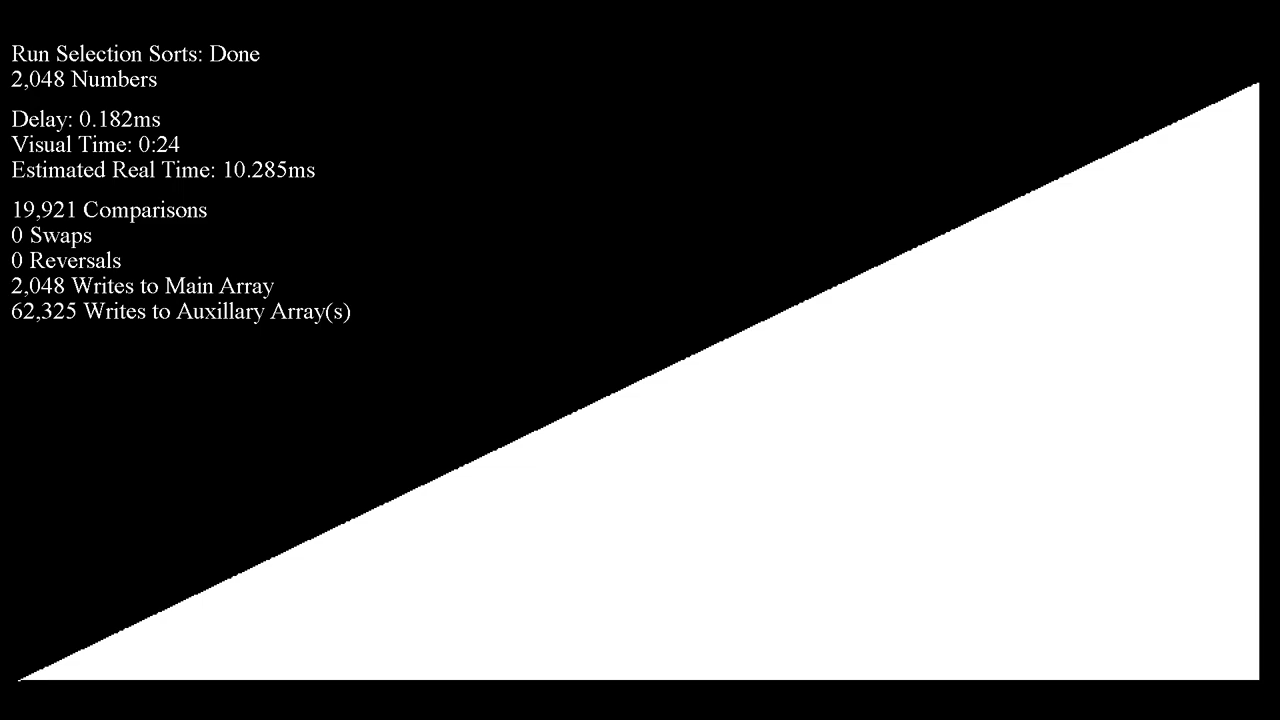 Run Selection Sorts: Done
2,048 Numbers
Delay: 0.182ms
Visual Time: 0:24
Estimated Real Time: 10.285ms
19,921 Comparisons
0 Swaps
0 Reversals
2,048 Writes to Main Array
62,325 Writes to Auxillary Array(s)